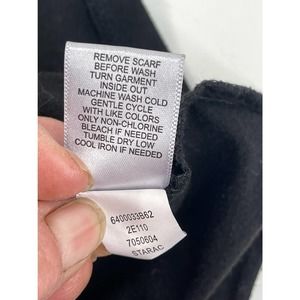 REMOVE SCARF
BEFORE WASH
TURN GARMENT
INSIDE OUT
MACHINE WASH COLD
GENTLE CYCLE
WITH LIKE COLORS
ONLY NON-CHLORINE
BLEACH IF NEEDED
TUMBLE DRY LOW
COOL IRON IF NEEDED
6400033B62
2E110
7050604
STARAC